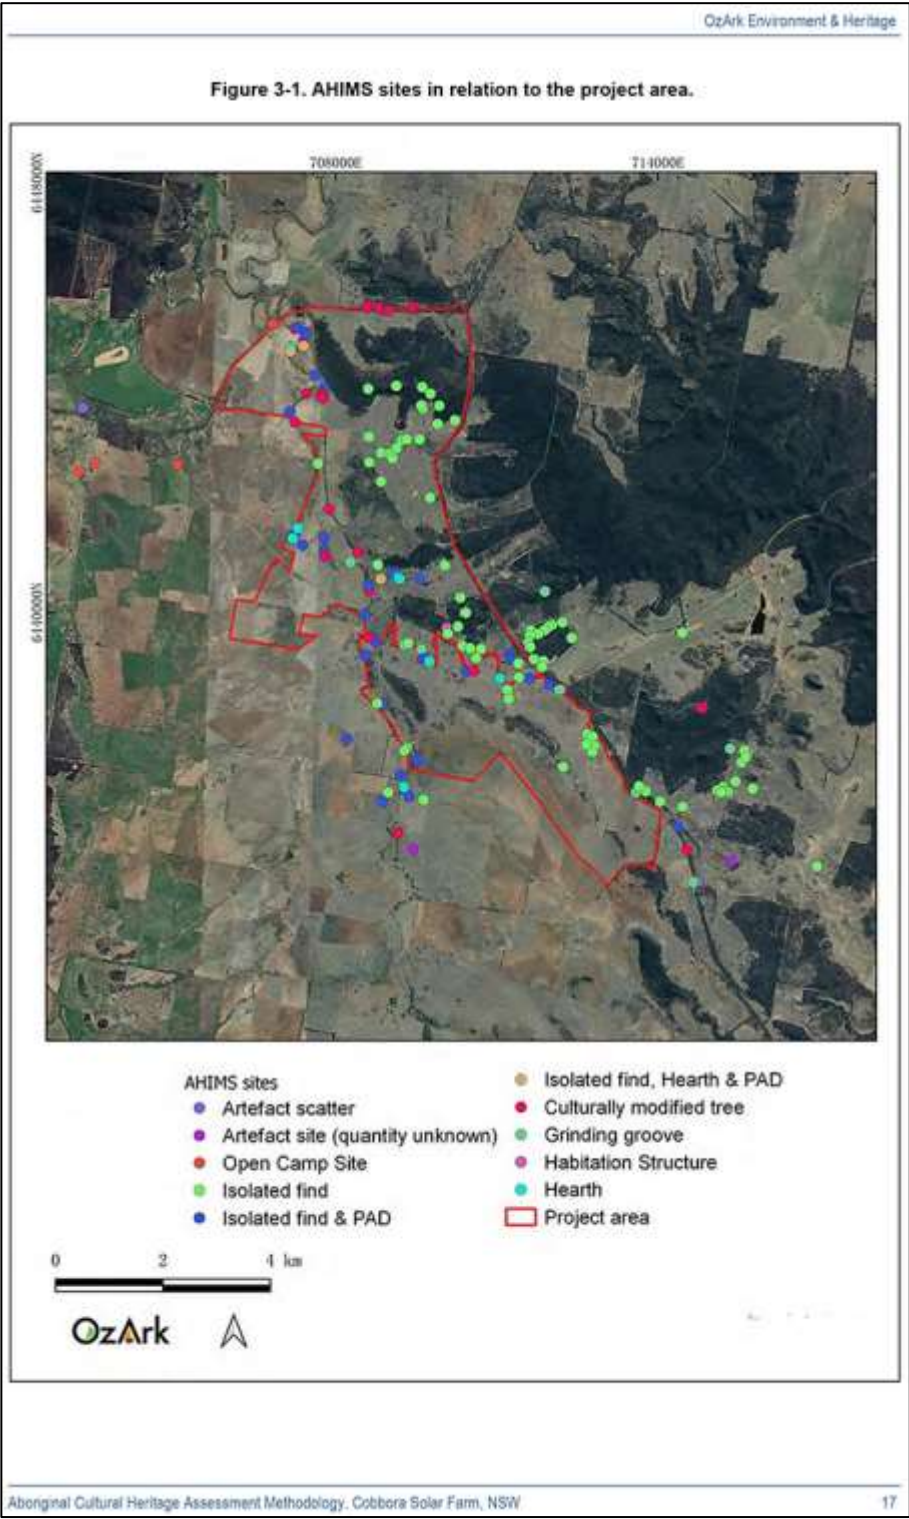 OzArk Environment & Heritage
Figure 3-1. AHIMS sites in relation to the project area.
708000E 714000E
6448000N
6440000N
AHIMS sites
Artefact scatter
Artefact site (quantity unknown)
Open Camp Site
Isolated find
Isolated find & PAD
Isolated find, Hearth & PAD
Culturally modified tree
Grinding groove
Habitation Structure
Hearth
Project area
0 2 4 km
OzArk
Aboriginal Cultural Heritage Assessment Methodology, Cobbora Solar Farm, NSW 17